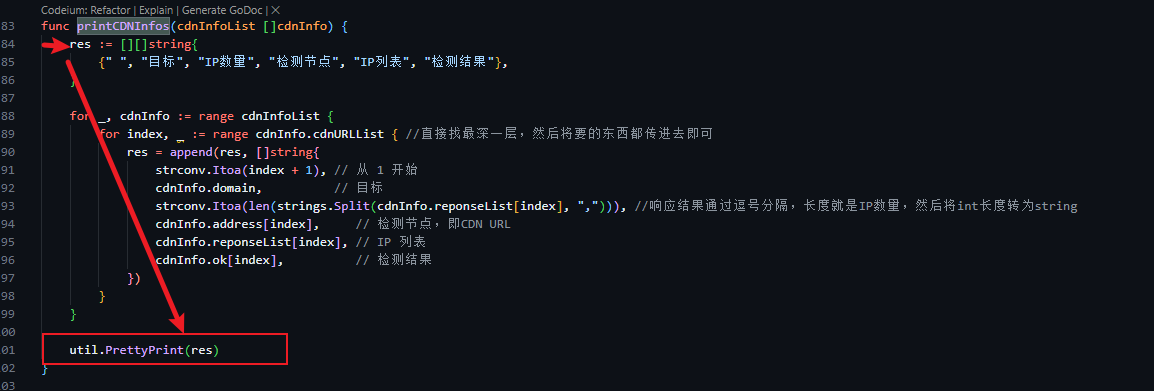 Codeium: Refactor | Explain | Generate GoDoc | ✕
83 func printCDNInfos(cdnInfoList []cdnInfo) {
84 res := [][]string{
85 {" ", "目标", "IP数量", "检测节点", "IP列表", "检测结果"},
86 }
87
88 for _, cdnInfo := range cdnInfoList {
89 for index, _ := range cdnInfo.cdnURLList { //直接找最深一层，然后将要的东西都传进去即可
90 res = append(res, []string{
91 strconv.Itoa(index + 1), // 从 1 开始
92 cdnInfo.domain, // 目标
93 strconv.Itoa(len(strings.Split(cdnInfo.reponseList[index], ","))), //响应结果通过逗号分隔，长度就是IP数量，然后将int长度转为string
94 cdnInfo.address[index], // 检测节点，即CDN URL
95 cdnInfo.reponseList[index], // IP 列表
96 cdnInfo.ok[index], // 检测结果
97 })
98 }
99 }
00
01 util.PrettyPrint(res)
02 }
03